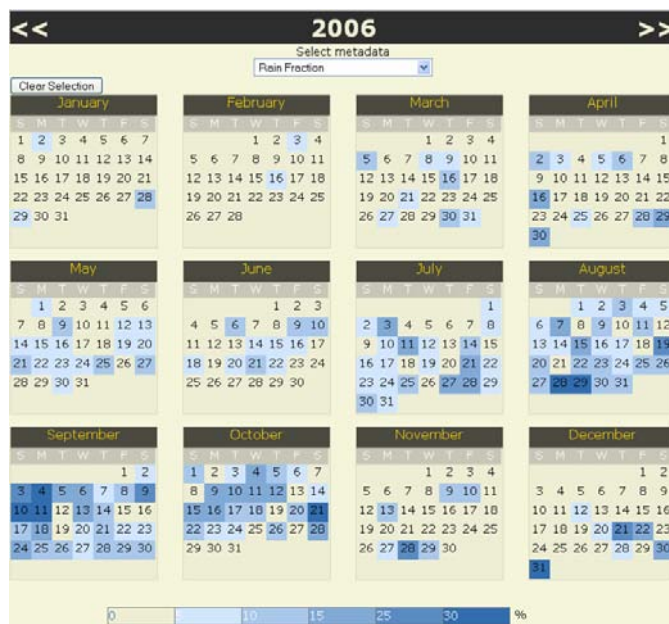 << 2006 >>
Select metadata
Rain Fraction
Clear Selection
January February March April
S M T W T F S S M T W T F S S M T W T F S S M T W T F S
1 2 3 4 5 6 7 1 2 3 4 1 2 3 4 1
8 9 10 11 12 13 14 5 6 7 8 9 10 11 5 6 7 8 9 10 11 2 3 4 5 6 7 8
15 16 17 18 19 20 21 12 13 14 15 16 17 18 12 13 14 15 16 17 18 9 10 11 12 13 14 15
22 23 24 25 26 27 28 19 20 21 22 23 24 25 19 20 21 22 23 24 25 16 17 18 19 20 21 22
29 30 31 26 27 28 26 27 28 29 30 31 23 24 25 26 27 28 29
30
May June July August
S M T W T F S S M T W T F S S M T W T F S S M T W T F S
1 2 3 4 5 6 1 2 3 1 1 2 3 4 5
7 8 9 10 11 12 13 4 5 6 7 8 9 10 2 3 4 5 6 7 8 6 7 8 9 10 11 12
14 15 16 17 18 19 20 11 12 13 14 15 16 17 9 10 11 12 13 14 15 13 14 15 16 17 18 19
21 22 23 24 25 26 27 18 19 20 21 22 23 24 16 17 18 19 20 21 22 20 21 22 23 24 25 26
28 29 30 31 25 26 27 28 29 30 23 24 25 26 27 28 29 27 28 29 30 31
30 31
September October November December
S M T W T F S S M T W T F S S M T W T F S S M T W T F S
1 2 1 2 3 4 5 6 7 1 2 3 4 1 2
3 4 5 6 7 8 9 8 9 10 11 12 13 14 5 6 7 8 9 10 11 3 4 5 6 7 8 9
10 11 12 13 14 15 16 15 16 17 18 19 20 21 12 13 14 15 16 17 18 10 11 12 13 14 15 16
17 18 19 20 21 22 23 22 23 24 25 26 27 28 19 20 21 22 23 24 25 17 18 19 20 21 22 23
24 25 26 27 28 29 30 29 30 31 26 27 28 29 30 24 25 26 27 28 29 30
31
0 5 10 15 25 30 %